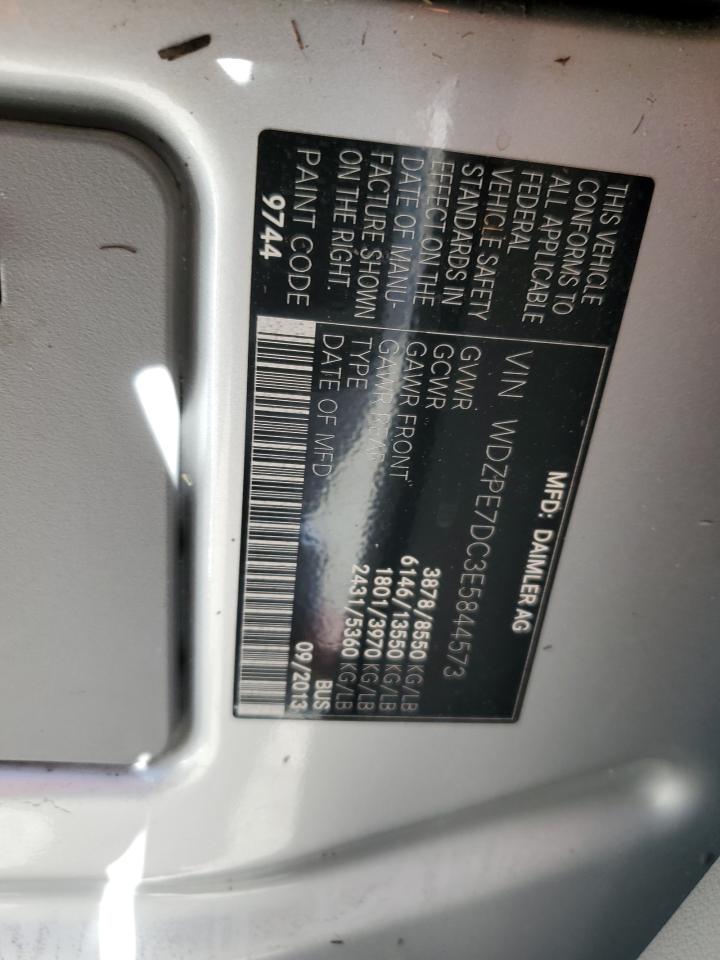 MFD: DAIMLER AG
THIS VEHICLE
CONFORMS TO
ALL APPLICABLE
FEDERAL
VEHICLE SAFETY
STANDARDS IN
EFFECT ON THE
DATE OF MANU-
FACTURE SHOWN
ON THE RIGHT.
PAINT CODE
9744
VIN WDZPE7DC3E5844573
GVWR 3878/8550 KG/LB
GCWR 6146/13550 KG/LB
GAWR FRONT 1801/3970 KG/LB
GAWR REAR 2431/5360 KG/LB
TYPE BUS
DATE OF MFD 09/2013